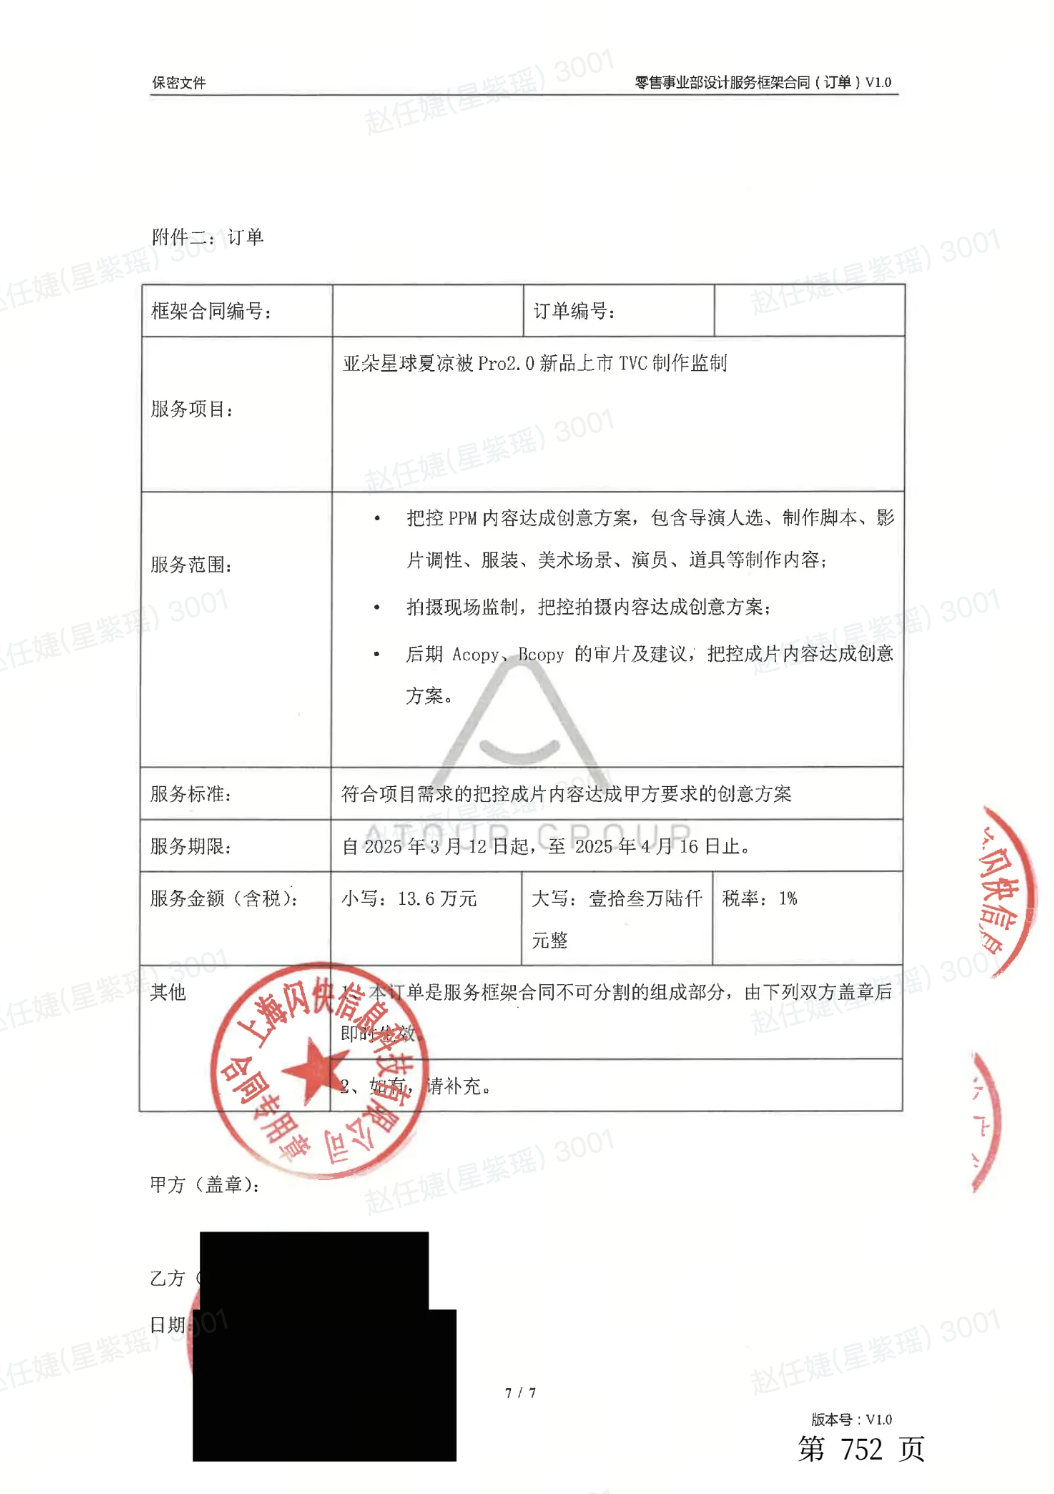 保密文件
零售事业部设计服务框架合同（订单）V1.0
附件二：订单
框架合同编号：
订单编号：
服务项目：
亚朵星球夏凉被 Pro2.0 新品上市 TVC 制作监制
服务范围：
• 把控 PPM 内容达成创意方案，包含导演人选、制作脚本、影
片调性、服装、美术场景、演员、道具等制作内容；
• 拍摄现场监制，把控拍摄内容达成创意方案；
• 后期 Acopy、Bcopy 的审片及建议，把控成片内容达成创意
方案。
服务标准：
符合项目需求的把控成片内容达成甲方要求的创意方案
ATOUR GROUP
服务期限：
自 2025 年 3 月 12 日起，至 2025 年 4 月 16 日止。
服务金额（含税）：
小写：13.6 万元
大写：壹拾叁万陆仟
元整
税率：1%
其他
1、本订单是服务框架合同不可分割的组成部分，由下列双方盖章后
即时生效。
2、如有，请补充。
上海闪快信息科技有限公司
合同专用章
闪快信息
甲方（盖章）：
乙方（
日期
7 / 7
版本号：V1.0
第 752 页
赵任婕(星紫瑶) 3001